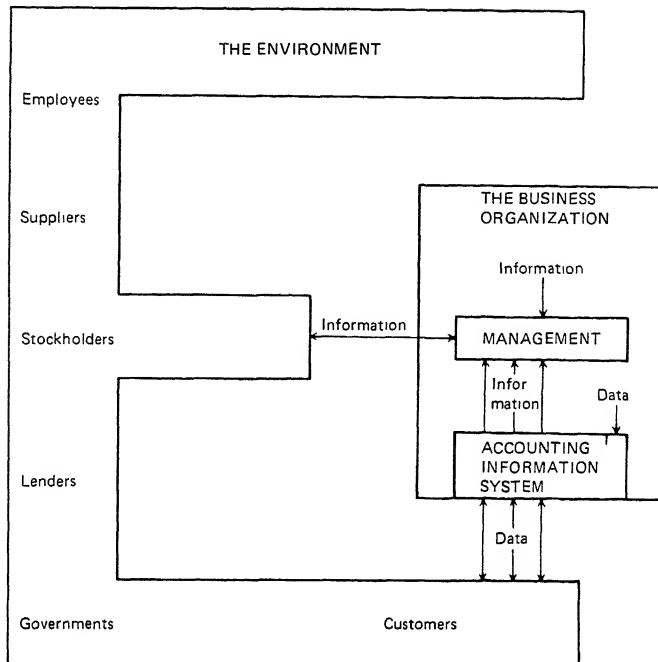 THE ENVIRONMENT
Employees
THE BUSINESS
ORGANIZATION
Suppliers
Information
Information
Stockholders
MANAGEMENT
Infor
mation
Data
ACCOUNTING
INFORMATION
SYSTEM
Lenders
Data
Governments
Customers